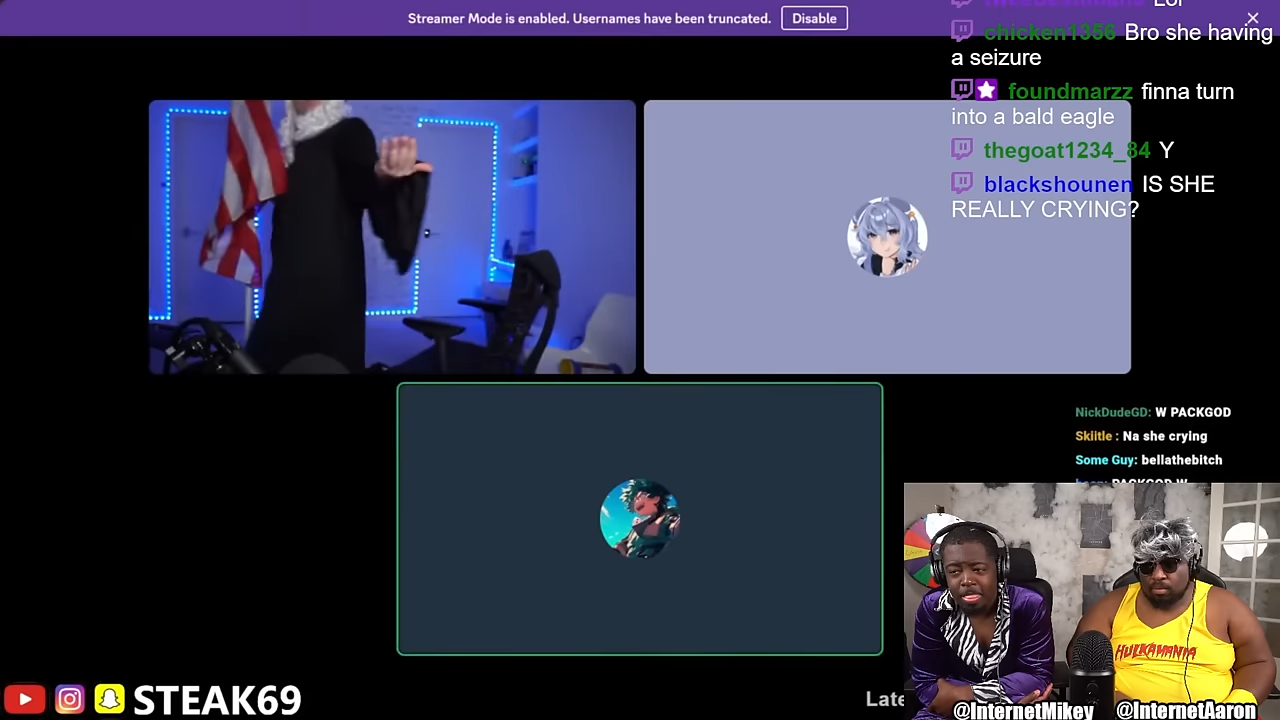 Streamer Mode is enabled. Usernames have been truncated. Disable
Lol
chicken1356 Bro she having
a seizure
foundmarzz finna turn
into a bald eagle
thegoat1234_84 Y
blackshounen IS SHE
REALLY CRYING?
NickDudeGD: W PACKGOD
Skiitle : Na she crying
Some Guy: bellathebitch
PACKGOD W
HULKAMANIA
STEAK69
Late
@InternetMikey @InternetAaron